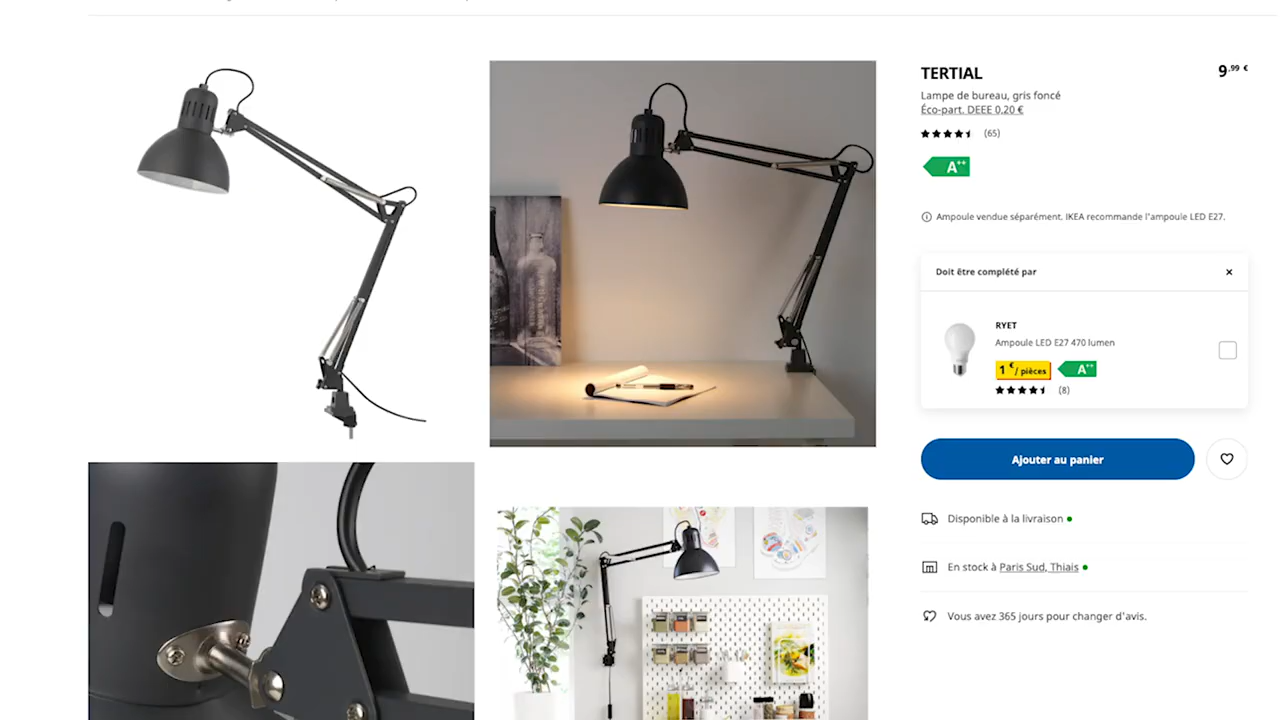 TERTIAL
9,99 €
Lampe de bureau, gris foncé
Éco-part. DEEE 0,20 €
(65)
A++
Ampoule vendue séparément. IKEA recommande l'ampoule LED E27.
Doit être complété par
RYET
Ampoule LED E27 470 lumen
1 €/ pièces
A++
(8)
Ajouter au panier
Disponible à la livraison
En stock à Paris Sud, Thiais
Vous avez 365 jours pour changer d'avis.